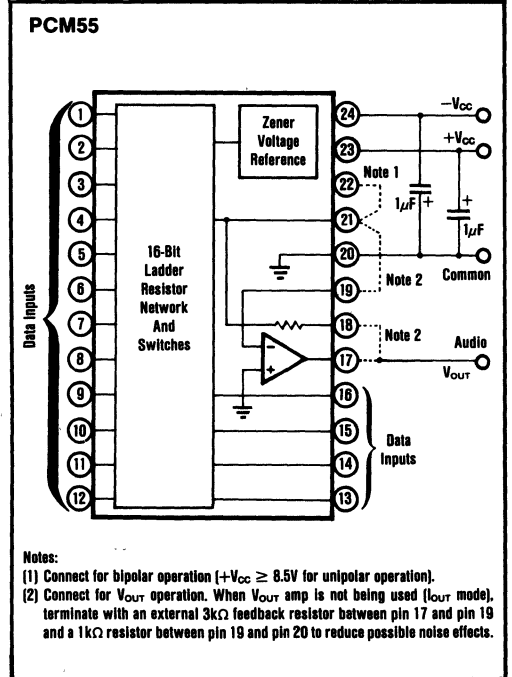 PCM55
1
2
3
4
5
6
7
8
9
10
11
12
Data Inputs
16-Bit
Ladder
Resistor
Network
And
Switches
Zener
Voltage
Reference
24
23
22
21
20
19
18
17
16
15
14
13
−
+
−VCC
+VCC
Note 1
1μF +
+
1μF
Common
Note 2
Note 2
Audio
VOUT
Data
Inputs
Notes:
(1) Connect for bipolar operation (+VCC ≥ 8.5V for unipolar operation).
(2) Connect for VOUT operation. When VOUT amp is not being used (IOUT mode),
terminate with an external 3kΩ feedback resistor between pin 17 and pin 19
and a 1kΩ resistor between pin 19 and pin 20 to reduce possible noise effects.